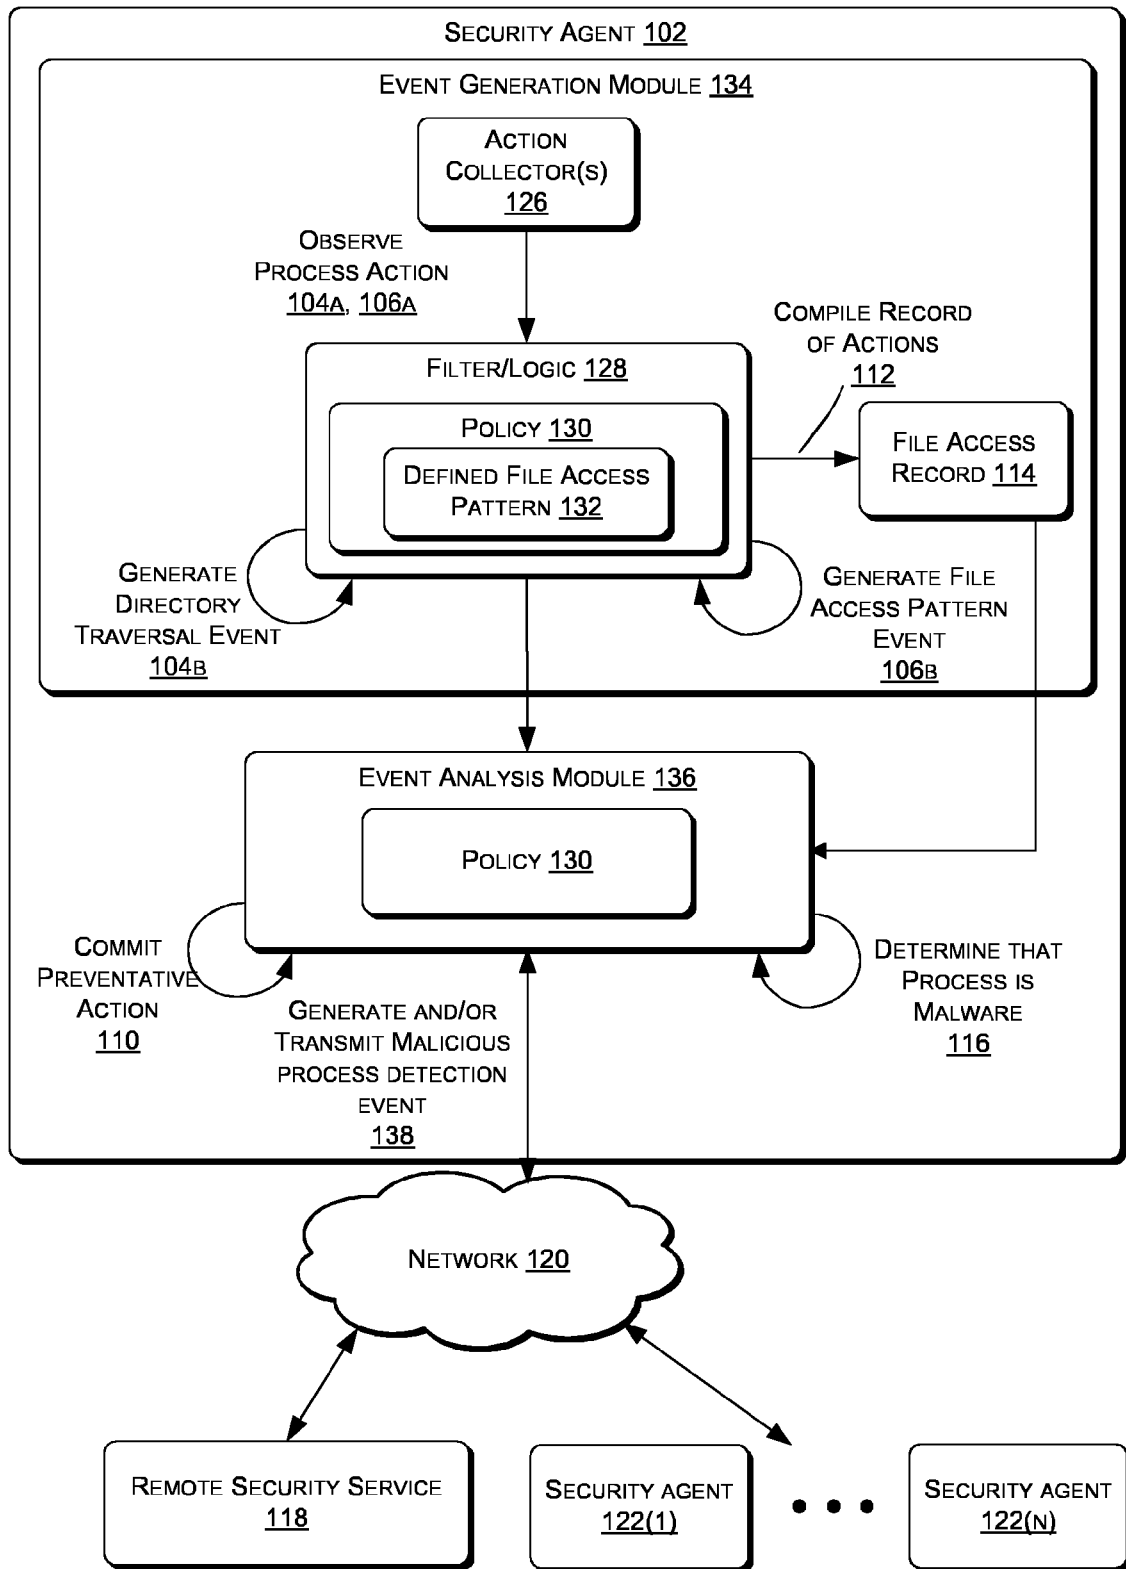 SECURITY AGENT 102
EVENT GENERATION MODULE 134
ACTION
COLLECTOR(S)
126
OBSERVE
PROCESS ACTION
104A, 106A
COMPILE RECORD
OF ACTIONS
112
FILTER/LOGIC 128
POLICY 130
DEFINED FILE ACCESS
PATTERN 132
FILE ACCESS
RECORD 114
GENERATE
DIRECTORY
TRAVERSAL EVENT
104B
GENERATE FILE
ACCESS PATTERN
EVENT
106B
EVENT ANALYSIS MODULE 136
POLICY 130
COMMIT
PREVENTATIVE
ACTION
110
GENERATE AND/OR
TRANSMIT MALICIOUS
PROCESS DETECTION
EVENT
138
DETERMINE THAT
PROCESS IS
MALWARE
116
NETWORK 120
REMOTE SECURITY SERVICE
118
SECURITY AGENT
122(1)
SECURITY AGENT
122(N)